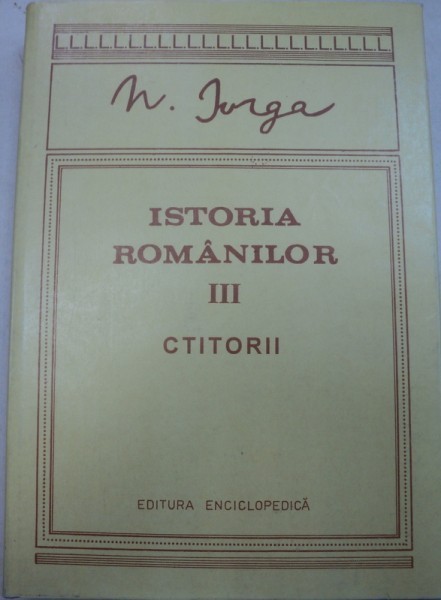 N. Iorga
ISTORIA
ROMÂNILOR
III
CTITORII
EDITURA ENCICLOPEDICĂ